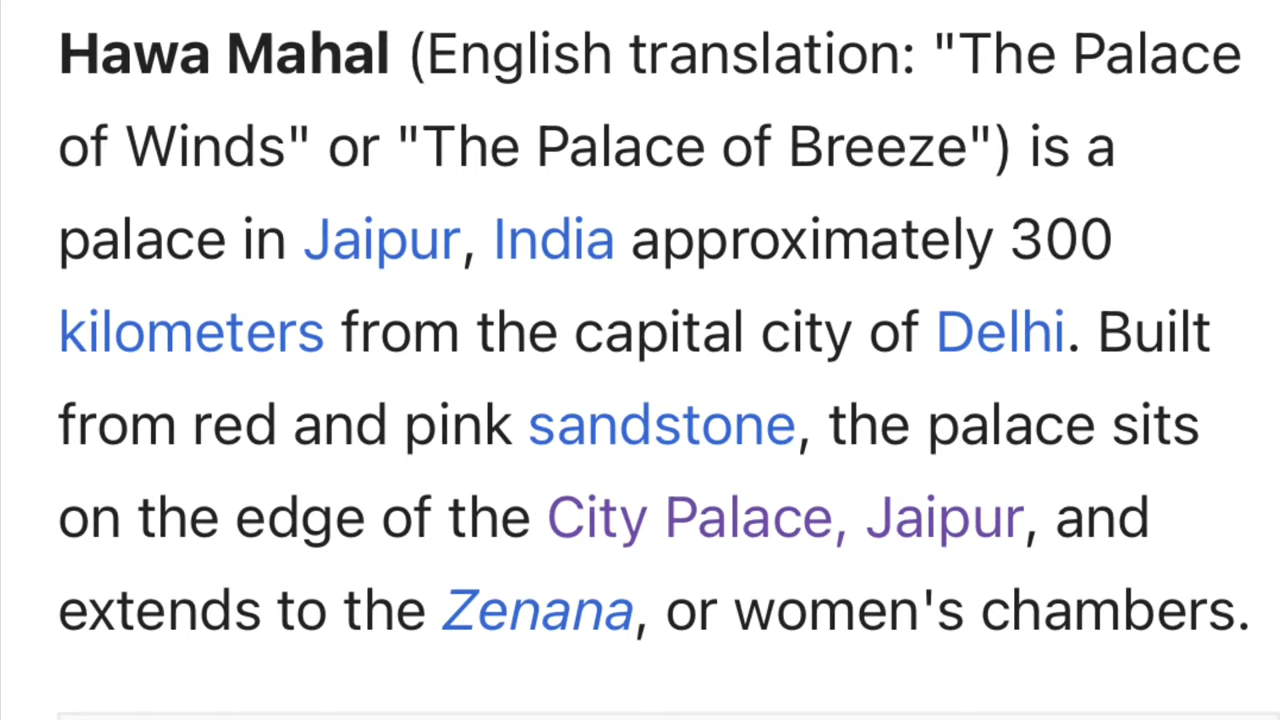 Hawa Mahal (English translation: "The Palace
of Winds" or "The Palace of Breeze") is a
palace in Jaipur, India approximately 300
kilometers from the capital city of Delhi. Built
from red and pink sandstone, the palace sits
on the edge of the City Palace, Jaipur, and
extends to the Zenana, or women's chambers.